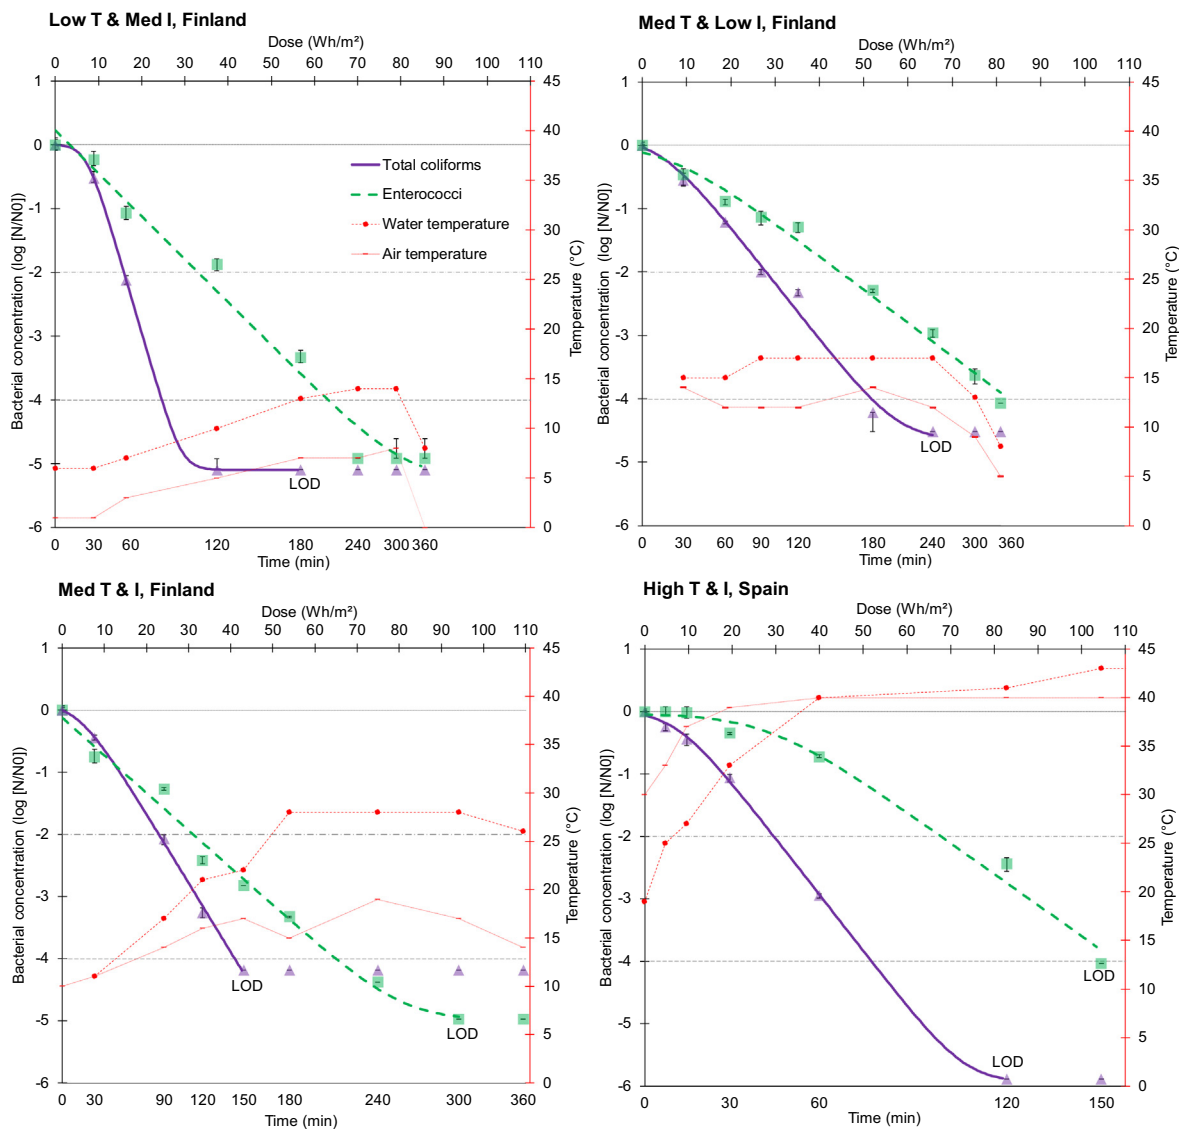 Low T & Med I, Finland
Dose (Wh/m²)
0 10 20 30 40 50 60 70 80 90 100 110
1
0
-1
-2
-3
-4
-5
-6
Bacterial concentration (log [N/N0])
45
40
35
30
25
20
15
10
5
0
Temperature (°C)
Total coliforms
Enterococci
Water temperature
Air temperature
LOD
0 30 60 120 180 240 300 360
Time (min)
Med T & Low I, Finland
Dose (Wh/m²)
0 10 20 30 40 50 60 70 80 90 100 110
1
0
-1
-2
-3
-4
-5
-6
Bacterial concentration (log [N/N0])
45
40
35
30
25
20
15
10
5
0
Temperature (°C)
LOD
0 30 60 90 120 180 240 300 360
Time (min)
Med T & I, Finland
Dose (Wh/m²)
0 10 20 30 40 50 60 70 80 90 100 110
1
0
-1
-2
-3
-4
-5
-6
Bacterial concentration (log [N/N0])
45
40
35
30
25
20
15
10
5
0
Temperature (°C)
LOD
LOD
0 30 90 120 150 180 240 300 360
Time (min)
High T & I, Spain
Dose (Wh/m²)
0 10 20 30 40 50 60 70 80 90 100 110
1
0
-1
-2
-3
-4
-5
-6
Bacterial concentration (log [N/N0])
45
40
35
30
25
20
15
10
5
0
Temperature (°C)
LOD
LOD
0 30 60 120 150
Time (min)